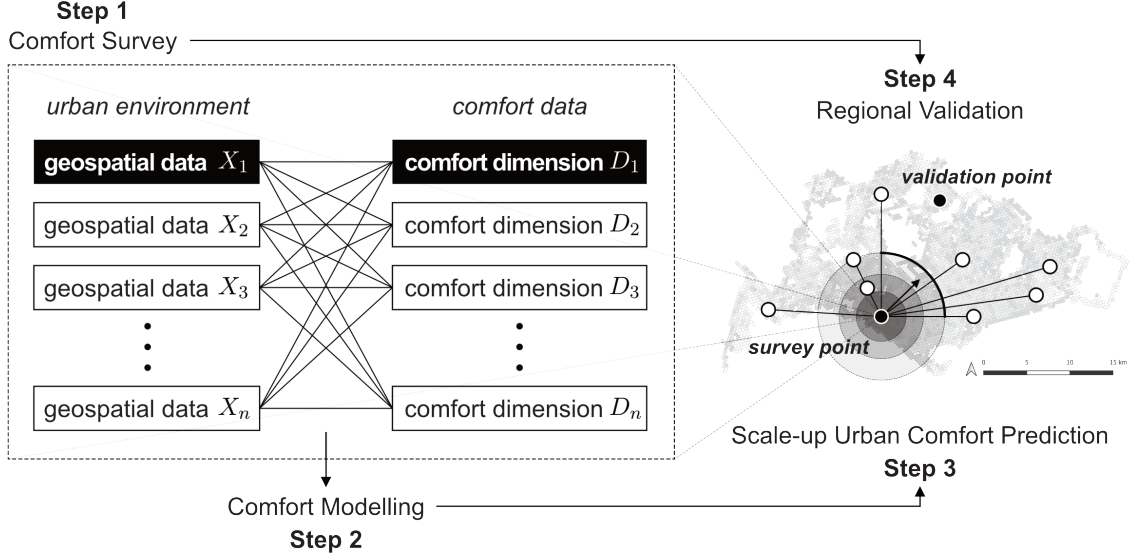 Step 1
Comfort Survey
urban environment
comfort data
geospatial data X₁
comfort dimension D₁
geospatial data X₂
comfort dimension D₂
geospatial data X₃
comfort dimension D₃
geospatial data Xₙ
comfort dimension Dₙ
Comfort Modelling
Step 2
Step 4
Regional Validation
validation point
survey point
0 5 10 15 km
Scale-up Urban Comfort Prediction
Step 3